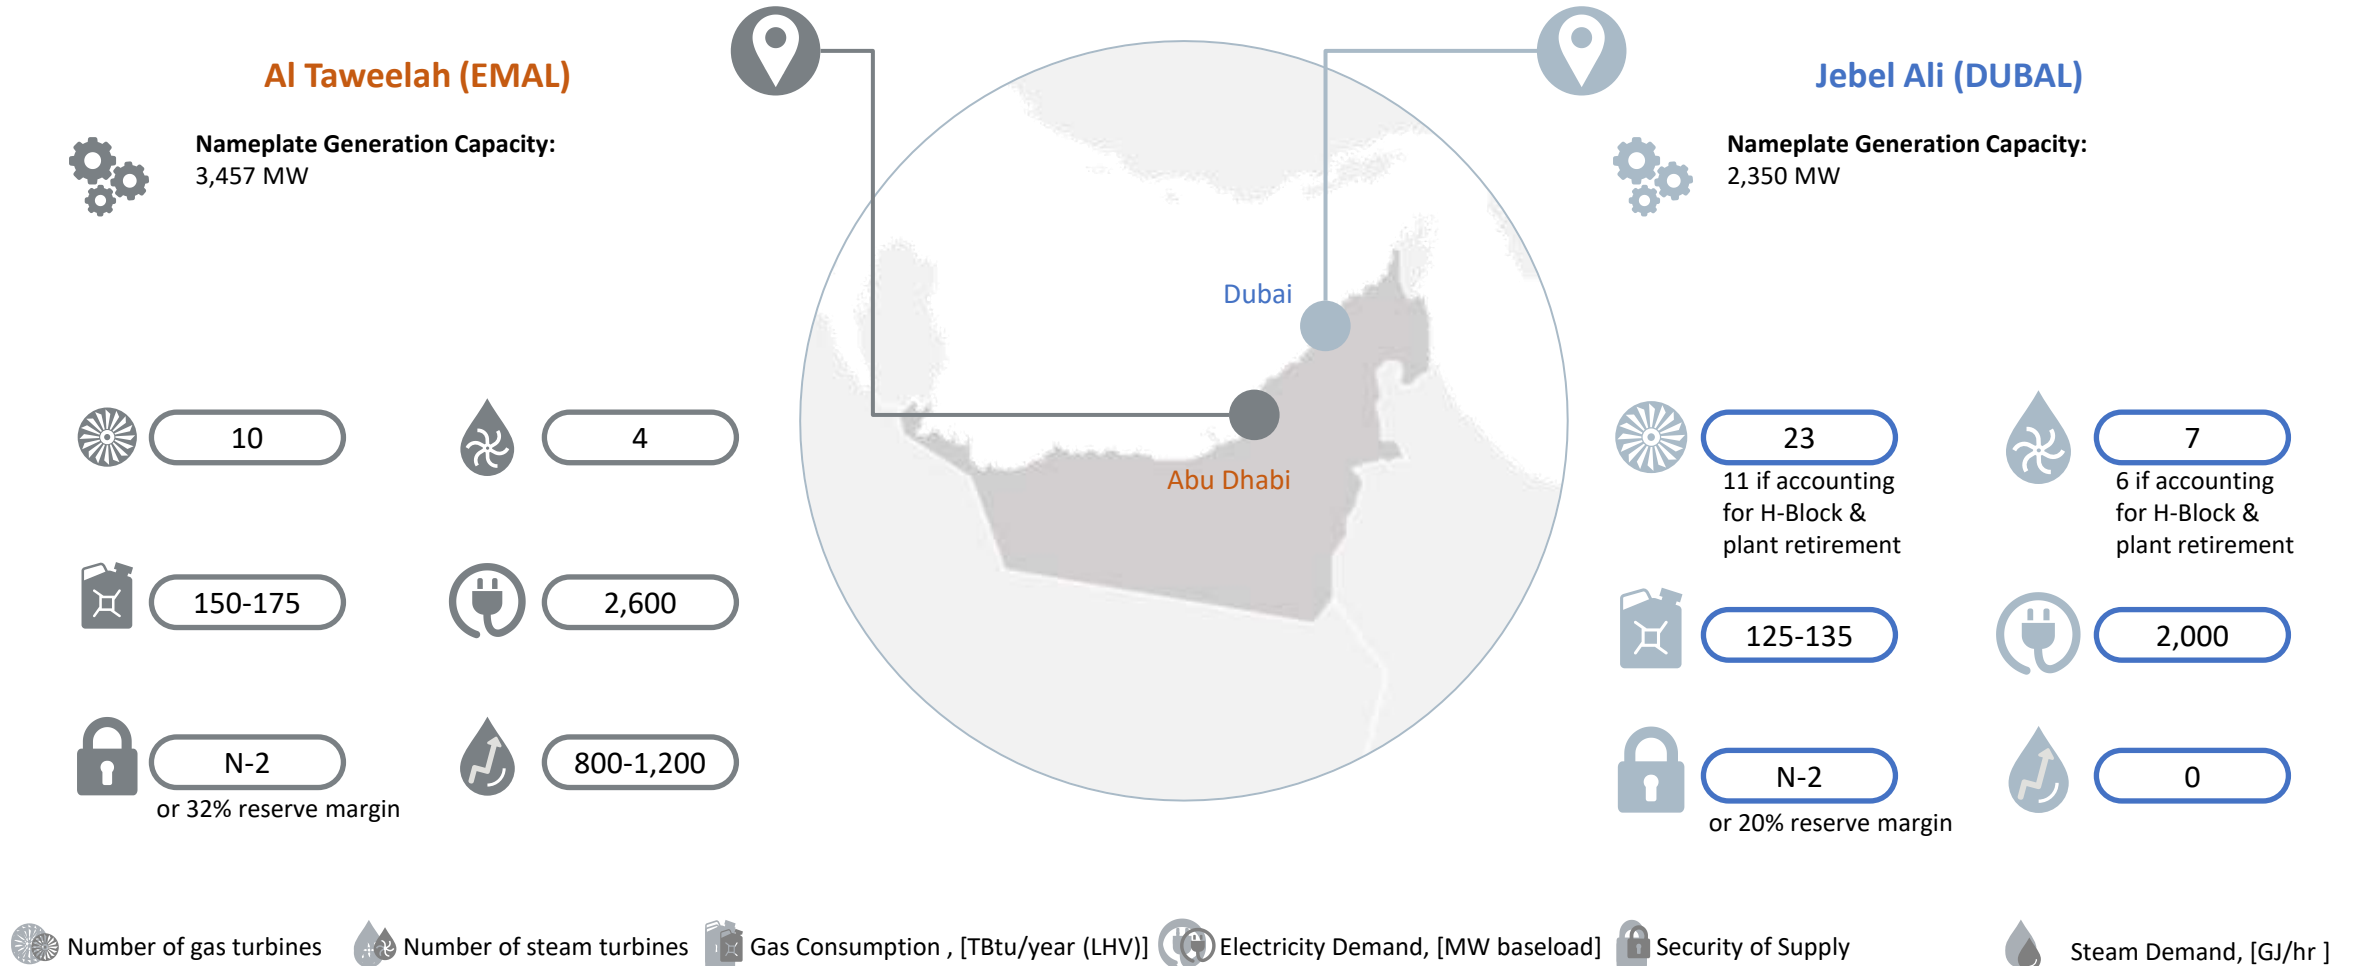 Al Taweelah (EMAL)
Nameplate Generation Capacity:
3,457 MW
10
4
150-175
2,600
N-2
or 32% reserve margin
800-1,200
Dubai
Abu Dhabi
Jebel Ali (DUBAL)
Nameplate Generation Capacity:
2,350 MW
23
11 if accounting
for H-Block &
plant retirement
7
6 if accounting
for H-Block &
plant retirement
125-135
2,000
N-2
or 20% reserve margin
0
Number of gas turbines
Number of steam turbines
Gas Consumption , [TBtu/year (LHV)]
Electricity Demand, [MW baseload]
Security of Supply
Steam Demand, [GJ/hr ]